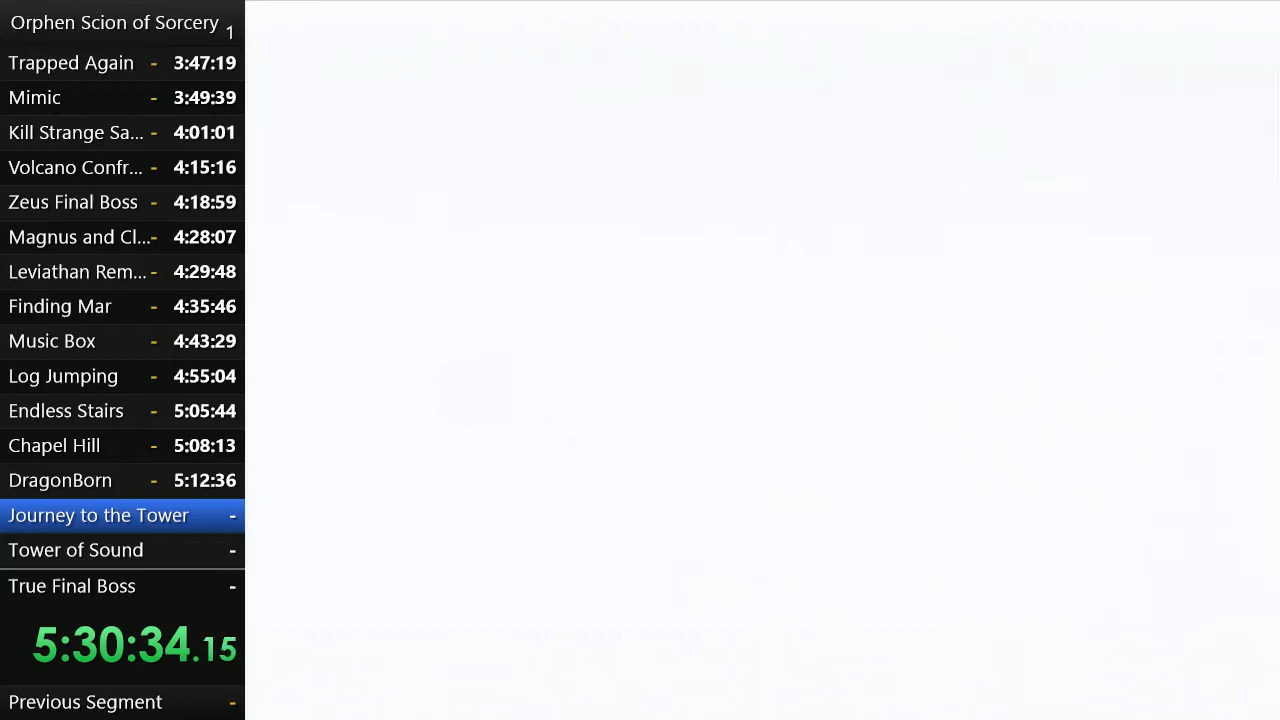 Orphen Scion of Sorcery 1
Trapped Again - 3:47:19
Mimic - 3:49:39
Kill Strange Sa... - 4:01:01
Volcano Confr... - 4:15:16
Zeus Final Boss - 4:18:59
Magnus and Cl... - 4:28:07
Leviathan Rem... - 4:29:48
Finding Mar - 4:35:46
Music Box - 4:43:29
Log Jumping - 4:55:04
Endless Stairs - 5:05:44
Chapel Hill - 5:08:13
DragonBorn - 5:12:36
Journey to the Tower -
Tower of Sound -
True Final Boss -
5:30:34.15
Previous Segment -